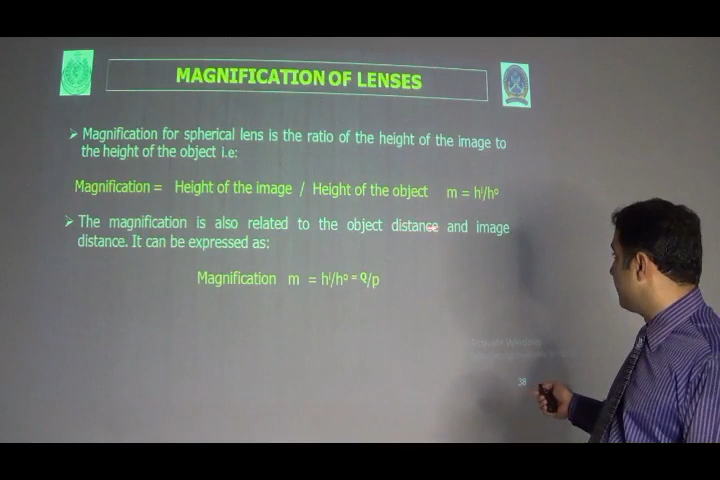 MAGNIFICATION OF LENSES
➢ Magnification for spherical lens is the ratio of the height of the image to
the height of the object i.e:
Magnification = Height of the image / Height of the object m = hⁱ/hᵒ
➢ The magnification is also related to the object distance and image
distance. It can be expressed as:
Magnification m = hⁱ/hᵒ = Q/p
Activate Windows
38